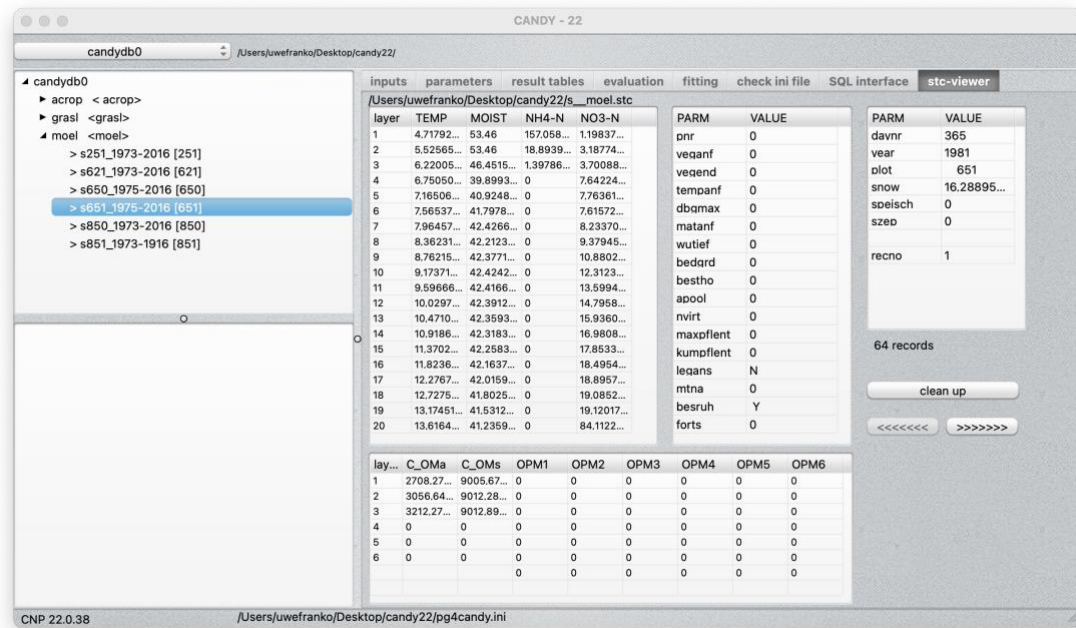 CANDY - 22
candydb0 /Users/uwefranko/Desktop/candy22/
candydb0
acrop < acrop>
grasl <grasl>
moel <moel>
> s251_1973-2016 [251]
> s621_1973-2016 [621]
> s650_1975-2016 [650]
> s651_1975-2016 [651]
> s850_1973-2016 [850]
> s851_1973-1916 [851]
inputs parameters result tables evaluation fitting check ini file SQL interface stc-viewer
/Users/uwefranko/Desktop/candy22/s__moel.stc
layer TEMP MOIST NH4-N NO3-N
1 4.71792... 53.46 157.058... 1.19837...
2 5.52565... 53.46 18.8939... 3.18774...
3 6.22005... 46.4515... 1.39786... 3.70088...
4 6.75050... 39.8993... 0 7.64224...
5 7.16506... 40.9248... 0 7.76361...
6 7.56537... 41.7978... 0 7.61572...
7 7.96457... 42.4266... 0 8.23370...
8 8.36231... 42.2123... 0 9.37945...
9 8.76215... 42.3771... 0 10.8802...
10 9.17371... 42.4242... 0 12.3123...
11 9.59666... 42.4166... 0 13.5994...
12 10.0297... 42.3912... 0 14.7958...
13 10.4710... 42.3593... 0 15.9360...
14 10.9186... 42.3183... 0 16.9808...
15 11.3702... 42.2583... 0 17.8533...
16 11.8236... 42.1637... 0 18.4954...
17 12.2767... 42.0159... 0 18.8957...
18 12.7275... 41.8025... 0 19.0852...
19 13.17451... 41.5312... 0 19.12017...
20 13.6164... 41.2359... 0 84.1122...
PARM VALUE
pnr 0
veganf 0
vegend 0
tempanf 0
dbgmax 0
matanf 0
wutief 0
bedgrd 0
bestho 0
apool 0
nvirt 0
maxpflent 0
kumpflent 0
legans N
mtna 0
besruh Y
forts 0
PARM VALUE
daynr 365
year 1981
plot 651
snow 16.28895...
speisch 0
szep 0
recno 1
64 records
clean up
<<<<<<< >>>>>>>
lay... C_OMa C_OMs OPM1 OPM2 OPM3 OPM4 OPM5 OPM6
1 2708.27... 9005.67... 0 0 0 0 0 0
2 3056.64... 9012.28... 0 0 0 0 0 0
3 3212.27... 9012.89... 0 0 0 0 0 0
4 0 0 0 0 0 0 0 0
5 0 0 0 0 0 0 0 0
6 0 0 0 0 0 0 0 0
0 0 0 0 0 0
CNP 22.0.38 /Users/uwefranko/Desktop/candy22/pg4candy.ini